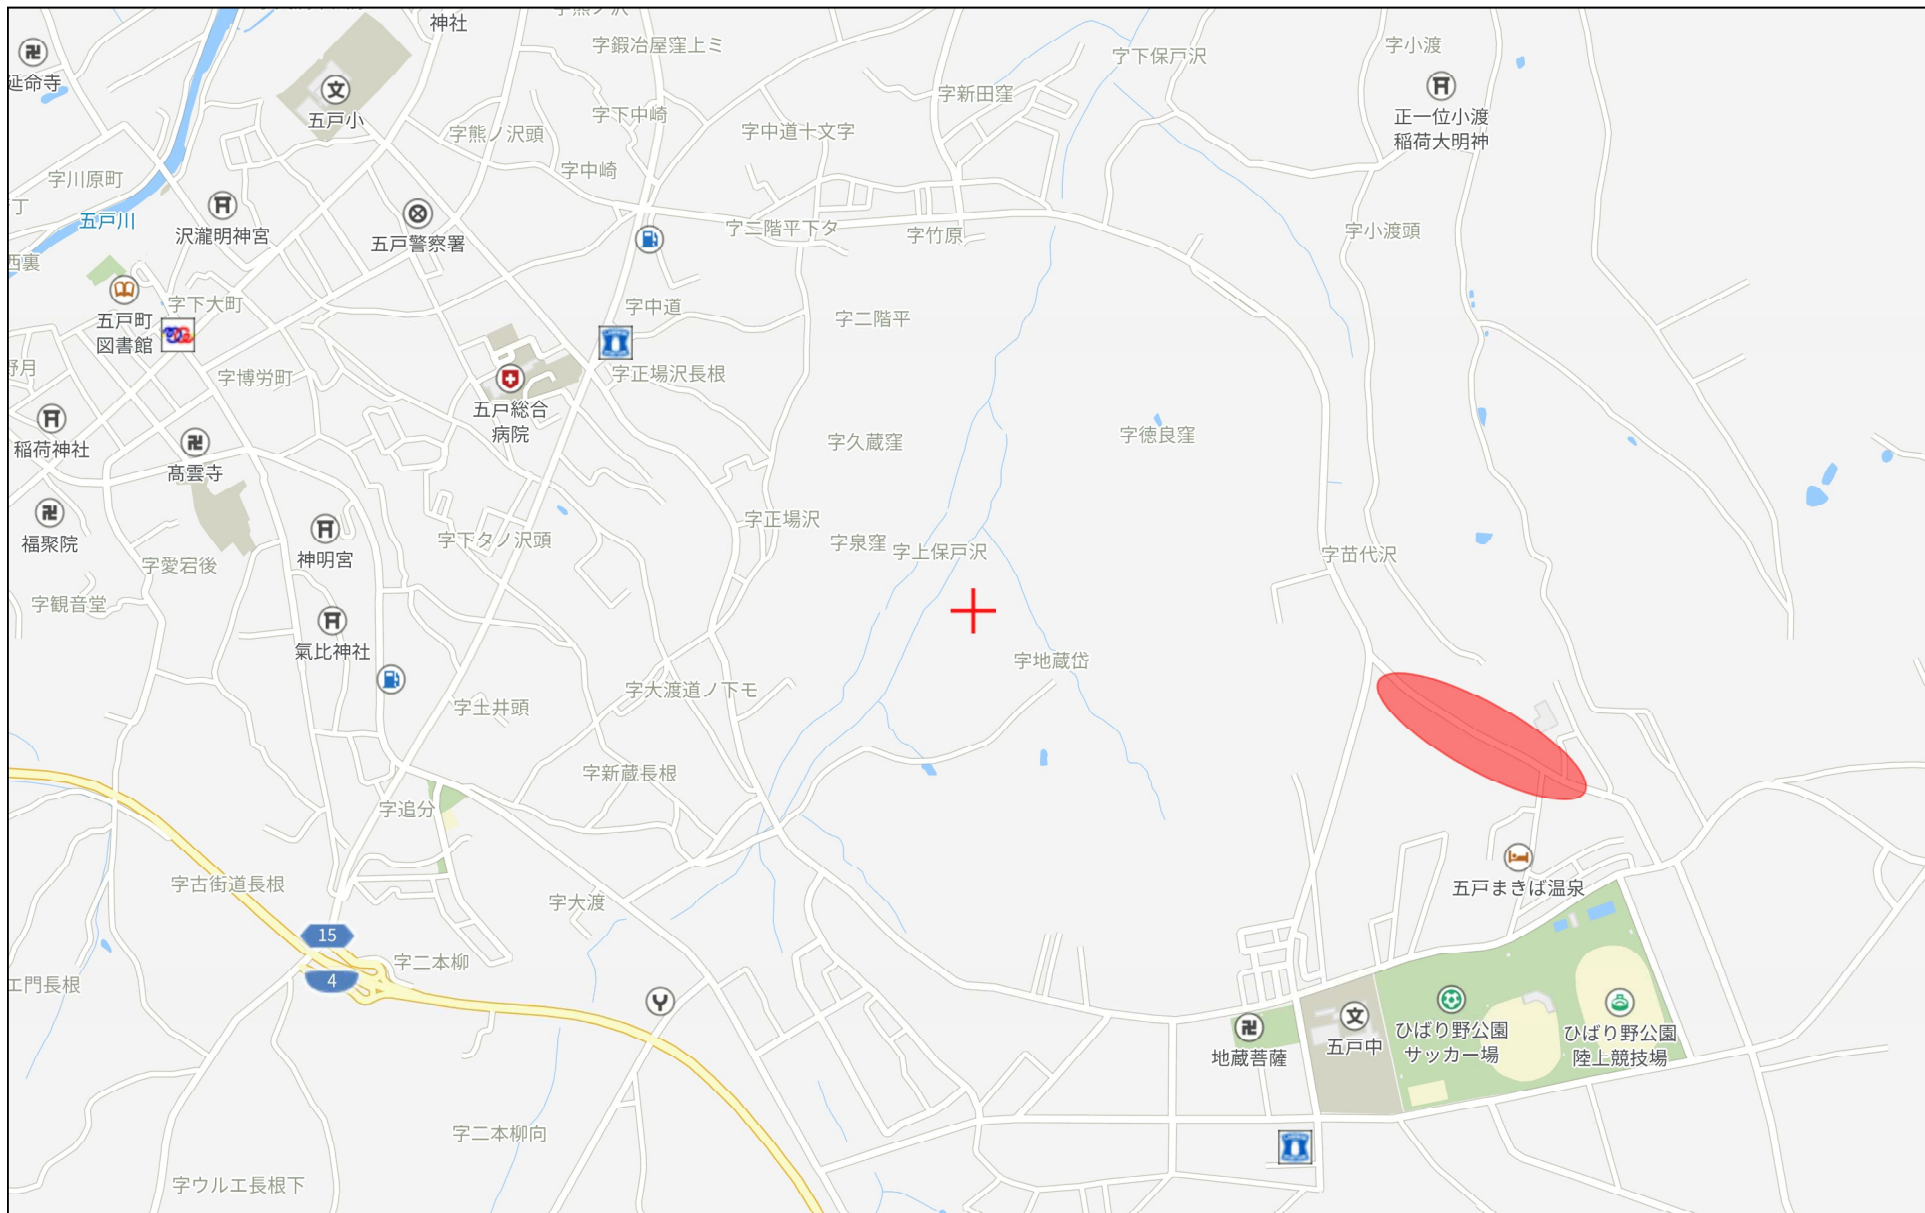 神社
字鍛冶屋窪上ミ
字下保戸沢
字小渡
延命寺
五戸小
字熊ノ沢頭
字下中崎
字新田窪
字中道十文字
正一位小渡
稲荷大明神
字川原町
字中崎
丁
五戸川
沢瀧明神宮
五戸警察署
字二階平下タ
字竹原
字小渡頭
西裏
五戸町
図書館
字下大町
字中道
字二階平
野月
字博労町
五戸総合
病院
字正場沢長根
稲荷神社
髙雲寺
字久蔵窪
字徳良窪
福聚院
神明宮
字下タノ沢頭
字正場沢
字泉窪
字上保戸沢
字苗代沢
字愛宕後
字観音堂
氣比神社
字地蔵岱
字土井頭
字大渡道ノ下モ
字新蔵長根
字追分
字古街道長根
字大渡
五戸まきば温泉
15
4
字二本柳
エ門長根
地蔵菩薩
五戸中
ひばり野公園
サッカー場
ひばり野公園
陸上競技場
字二本柳向
字ウルエ長根下